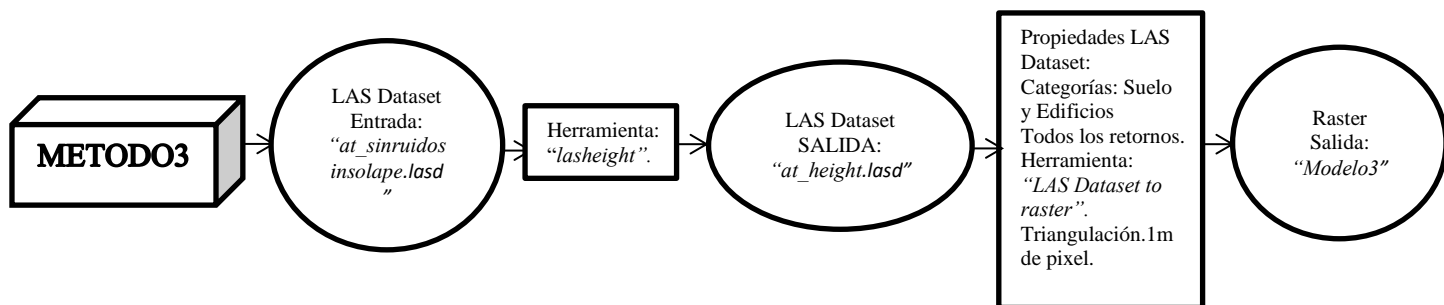 METODO3
LAS Dataset
Entrada:
“at_sinruidos
insolape.lasd
”
Herramienta:
“lasheight”.
LAS Dataset
SALIDA:
“at_height.lasd”
Propiedades LAS
Dataset:
Categorías: Suelo
y Edificios
Todos los retornos.
Herramienta:
“LAS Dataset to
raster”.
Triangulación.1m
de pixel.
Raster
Salida:
“Modelo3”